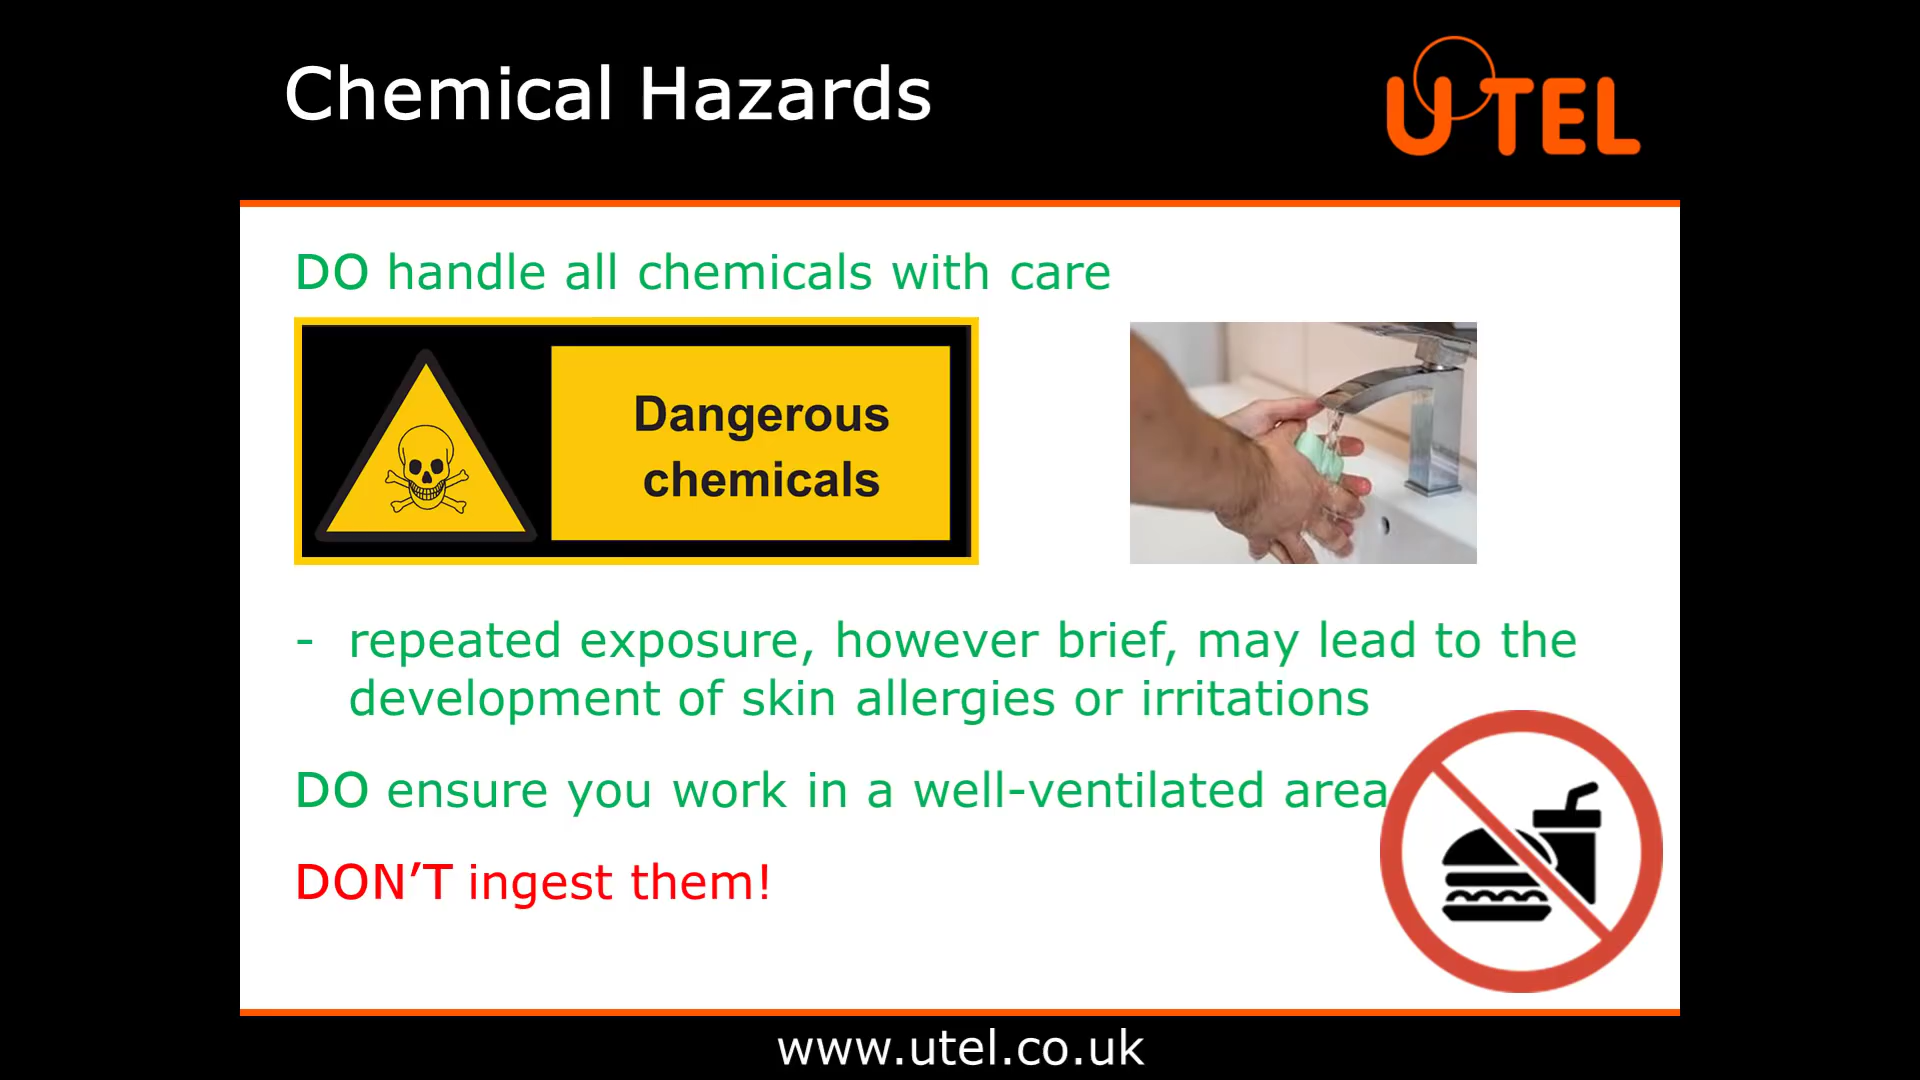 Chemical Hazards
UTEL
DO handle all chemicals with care
Dangerous
chemicals
- repeated exposure, however brief, may lead to the
development of skin allergies or irritations
DO ensure you work in a well-ventilated area
DON’T ingest them!
www.utel.co.uk